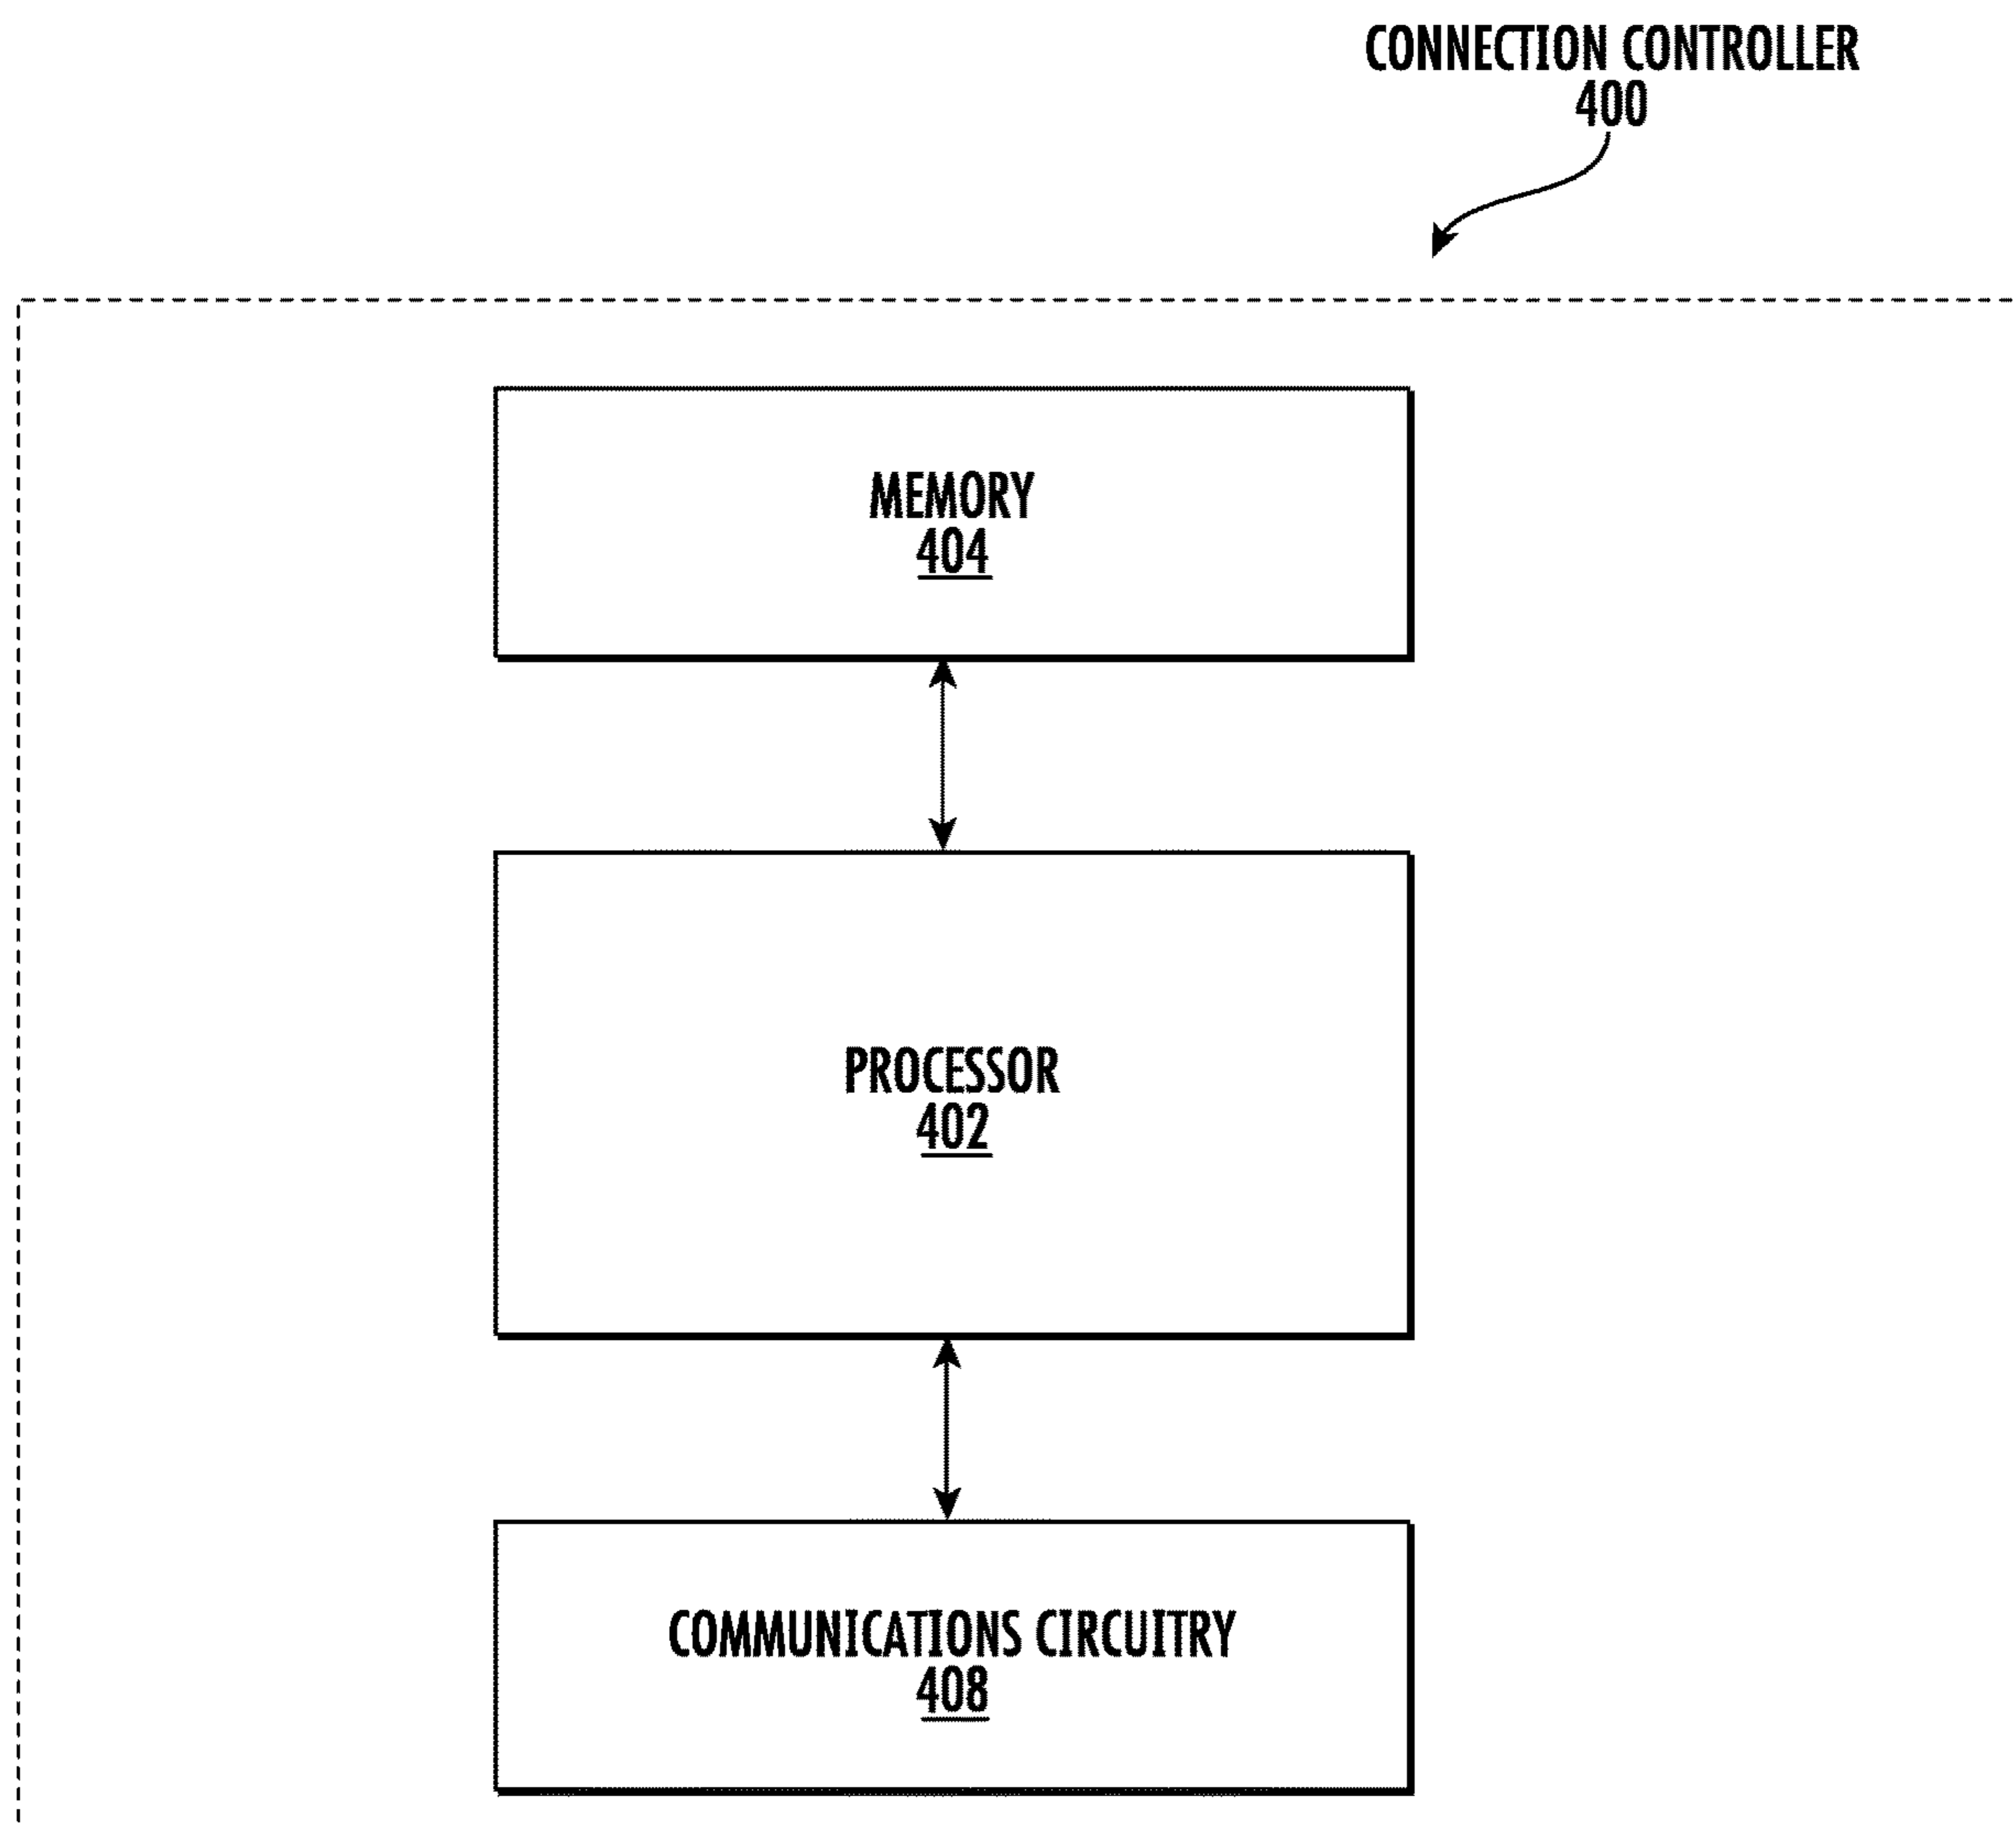 CONNECTION CONTROLLER
400
MEMORY
404
PROCESSOR
402
COMMUNICATIONS CIRCUITRY
408